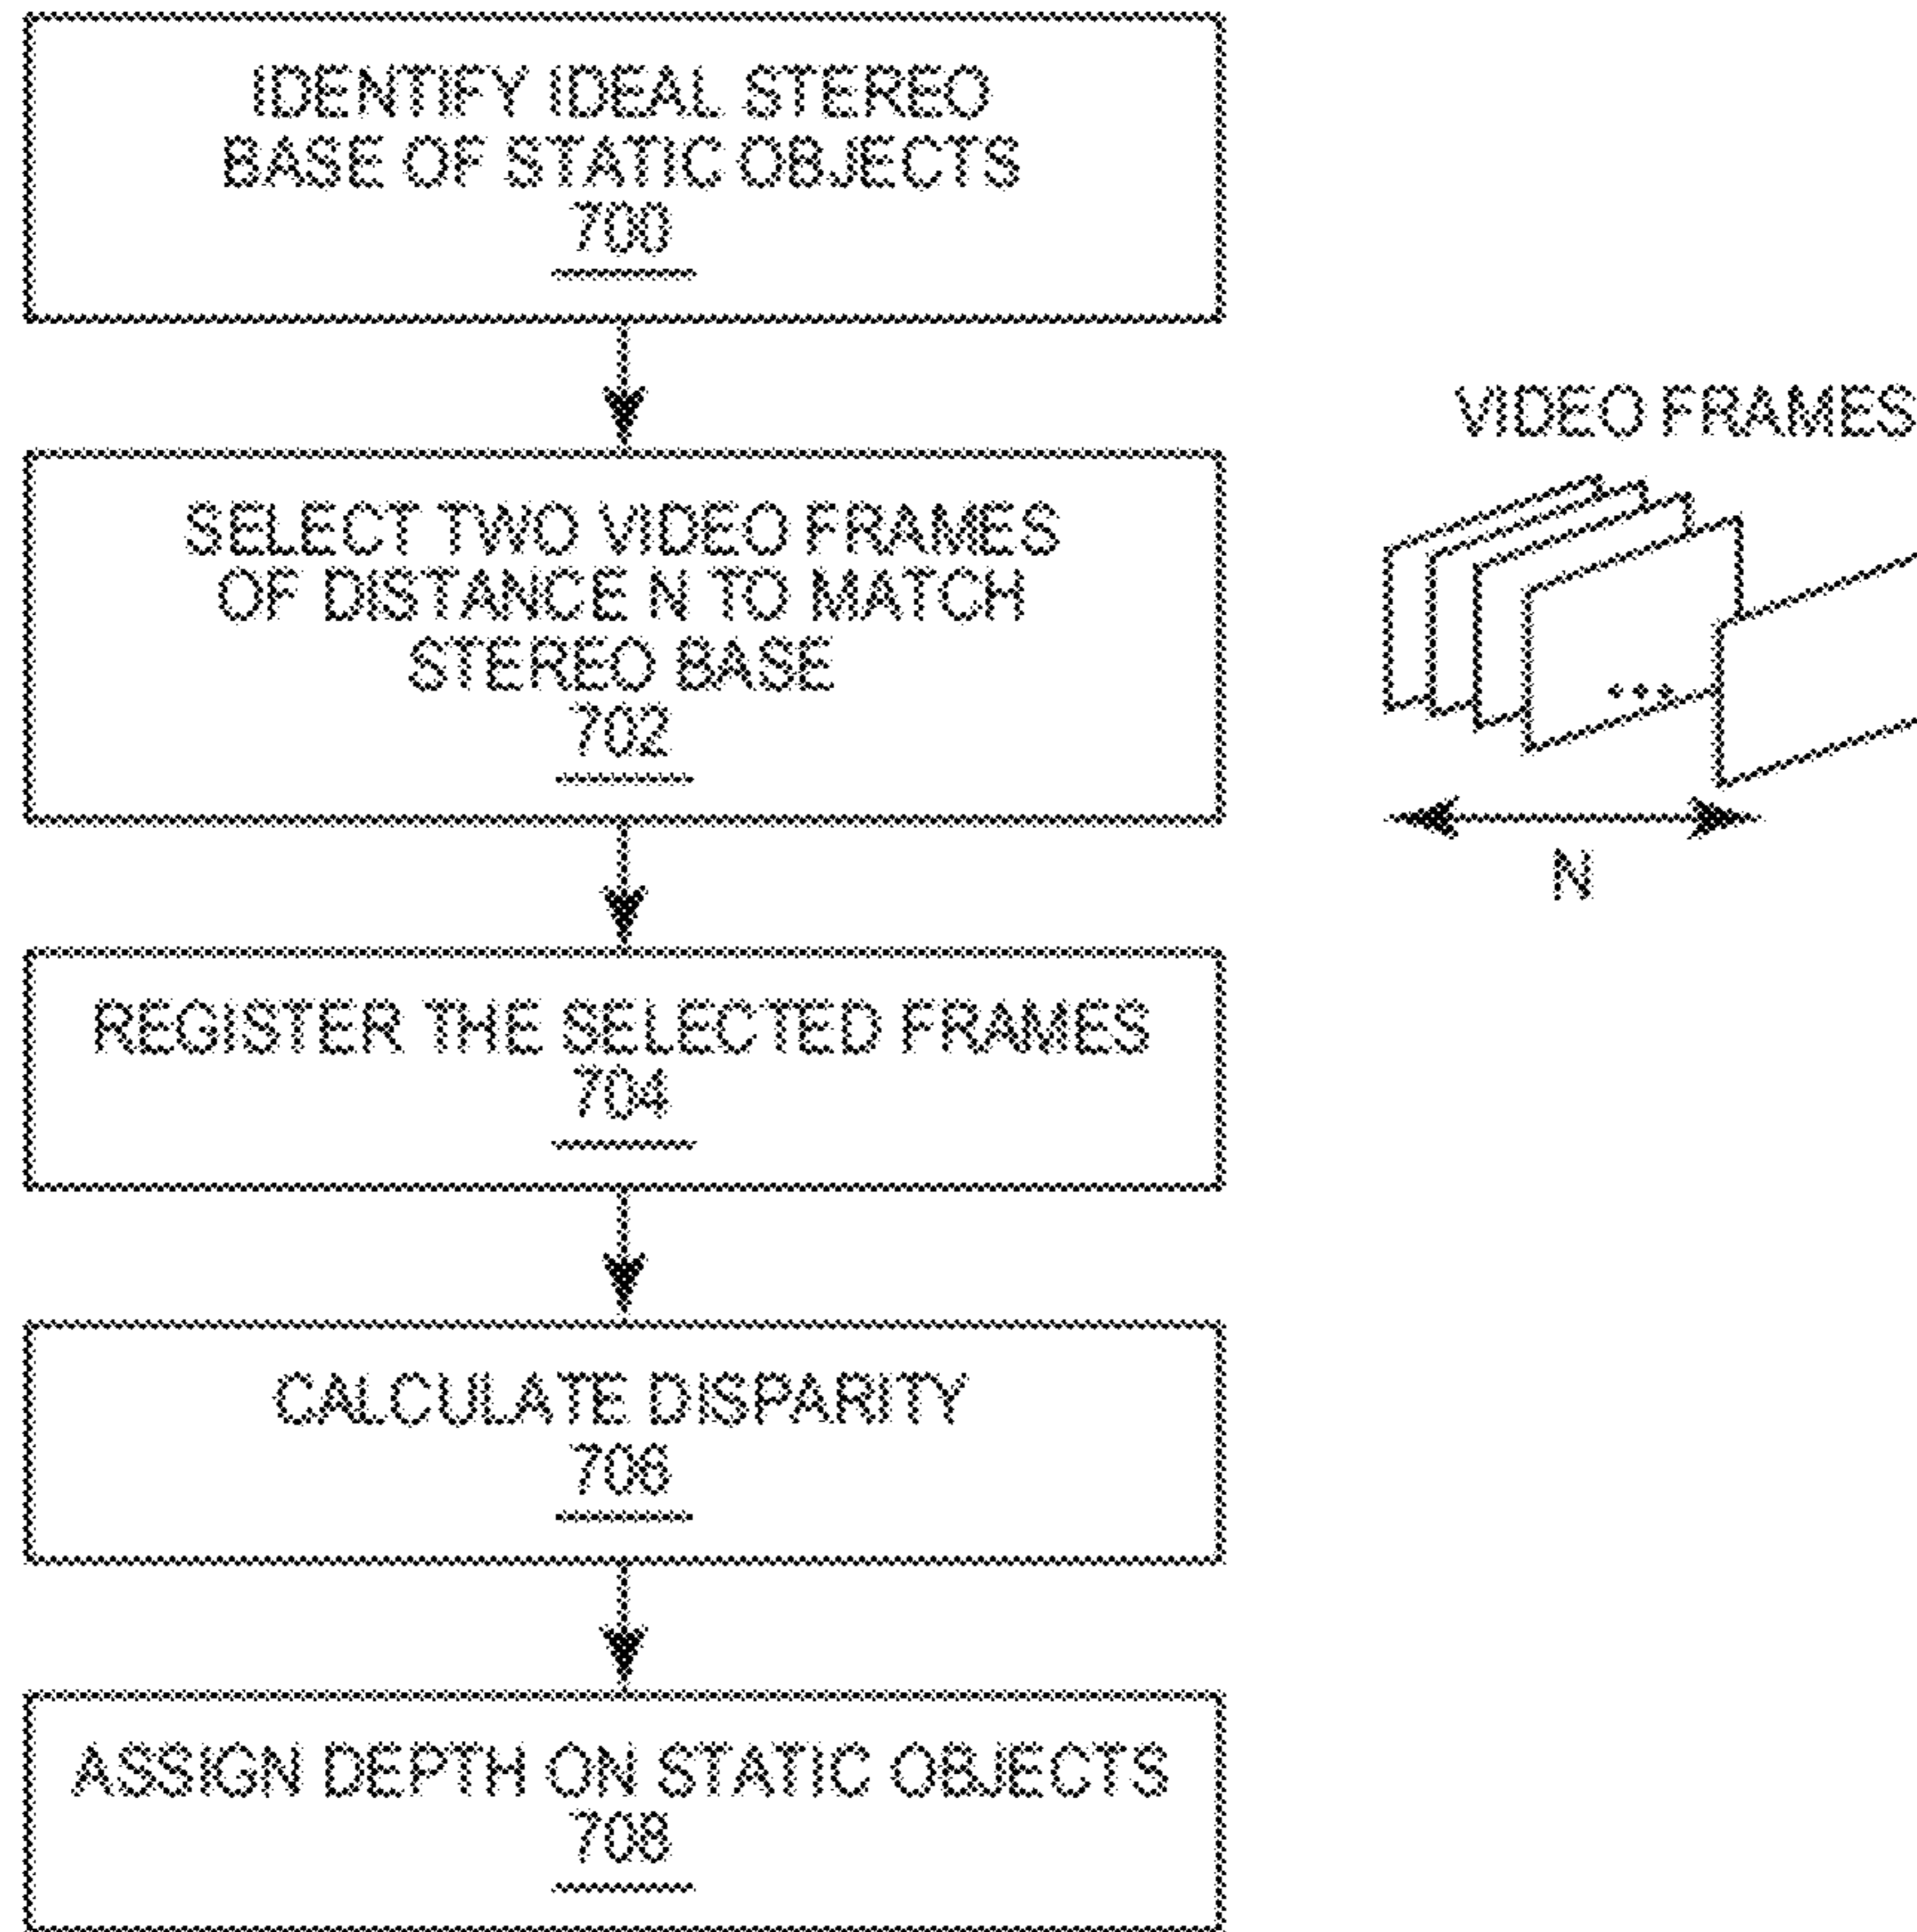 IDENTIFY IDEAL STEREO
BASE OF STATIC OBJECTS
700
SELECT TWO VIDEO FRAMES
OF DISTANCE N TO MATCH
STEREO BASE
702
VIDEO FRAMES
...
N
REGISTER THE SELECTED FRAMES
704
CALCULATE DISPARITY
706
ASSIGN DEPTH ON STATIC OBJECTS
708